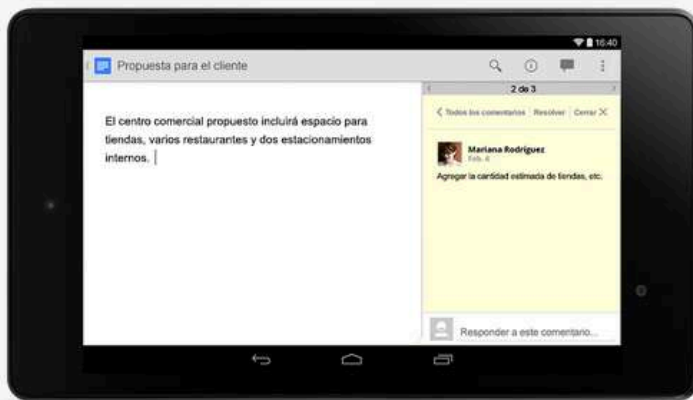 16:40
Propuesta para el cliente
2 de 3
Todos los comentarios Resolver Cerrar
El centro comercial propuesto incluirá espacio para
tiendas, varios restaurantes y dos estacionamientos
internos.
Mariana Rodríguez
Feb. 4
Agregar la cantidad estimada de tiendas, etc.
Responder a este comentario...